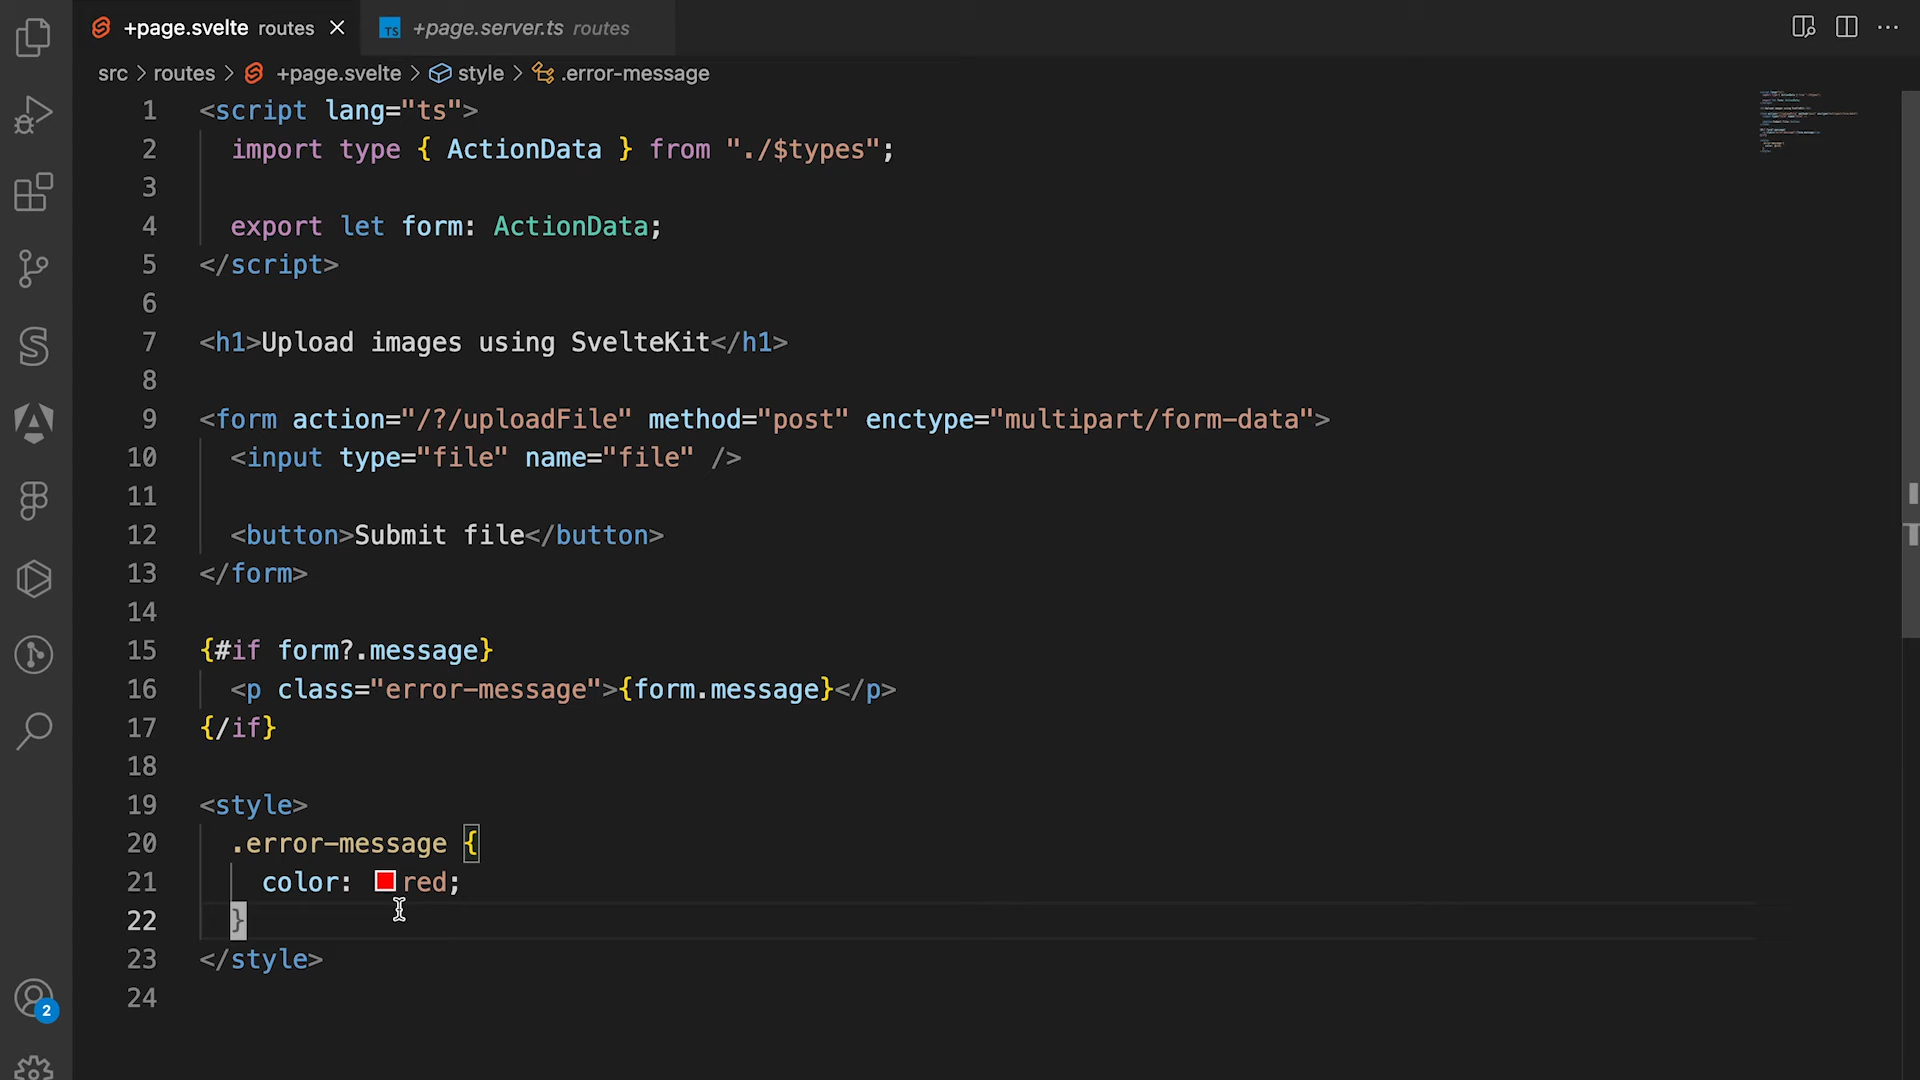 +page.svelte routes
+page.server.ts routes
src > routes > +page.svelte > style > .error-message
1 <script lang="ts">
2 import type { ActionData } from "./$types";
3
4 export let form: ActionData;
5 </script>
6
7 <h1>Upload images using SvelteKit</h1>
8
9 <form action="/?/uploadFile" method="post" enctype="multipart/form-data">
10 <input type="file" name="file" />
11
12 <button>Submit file</button>
13 </form>
14
15 {#if form?.message}
16 <p class="error-message">{form.message}</p>
17 {/if}
18
19 <style>
20 .error-message {
21 color: red;
22 }
23 </style>
24
2